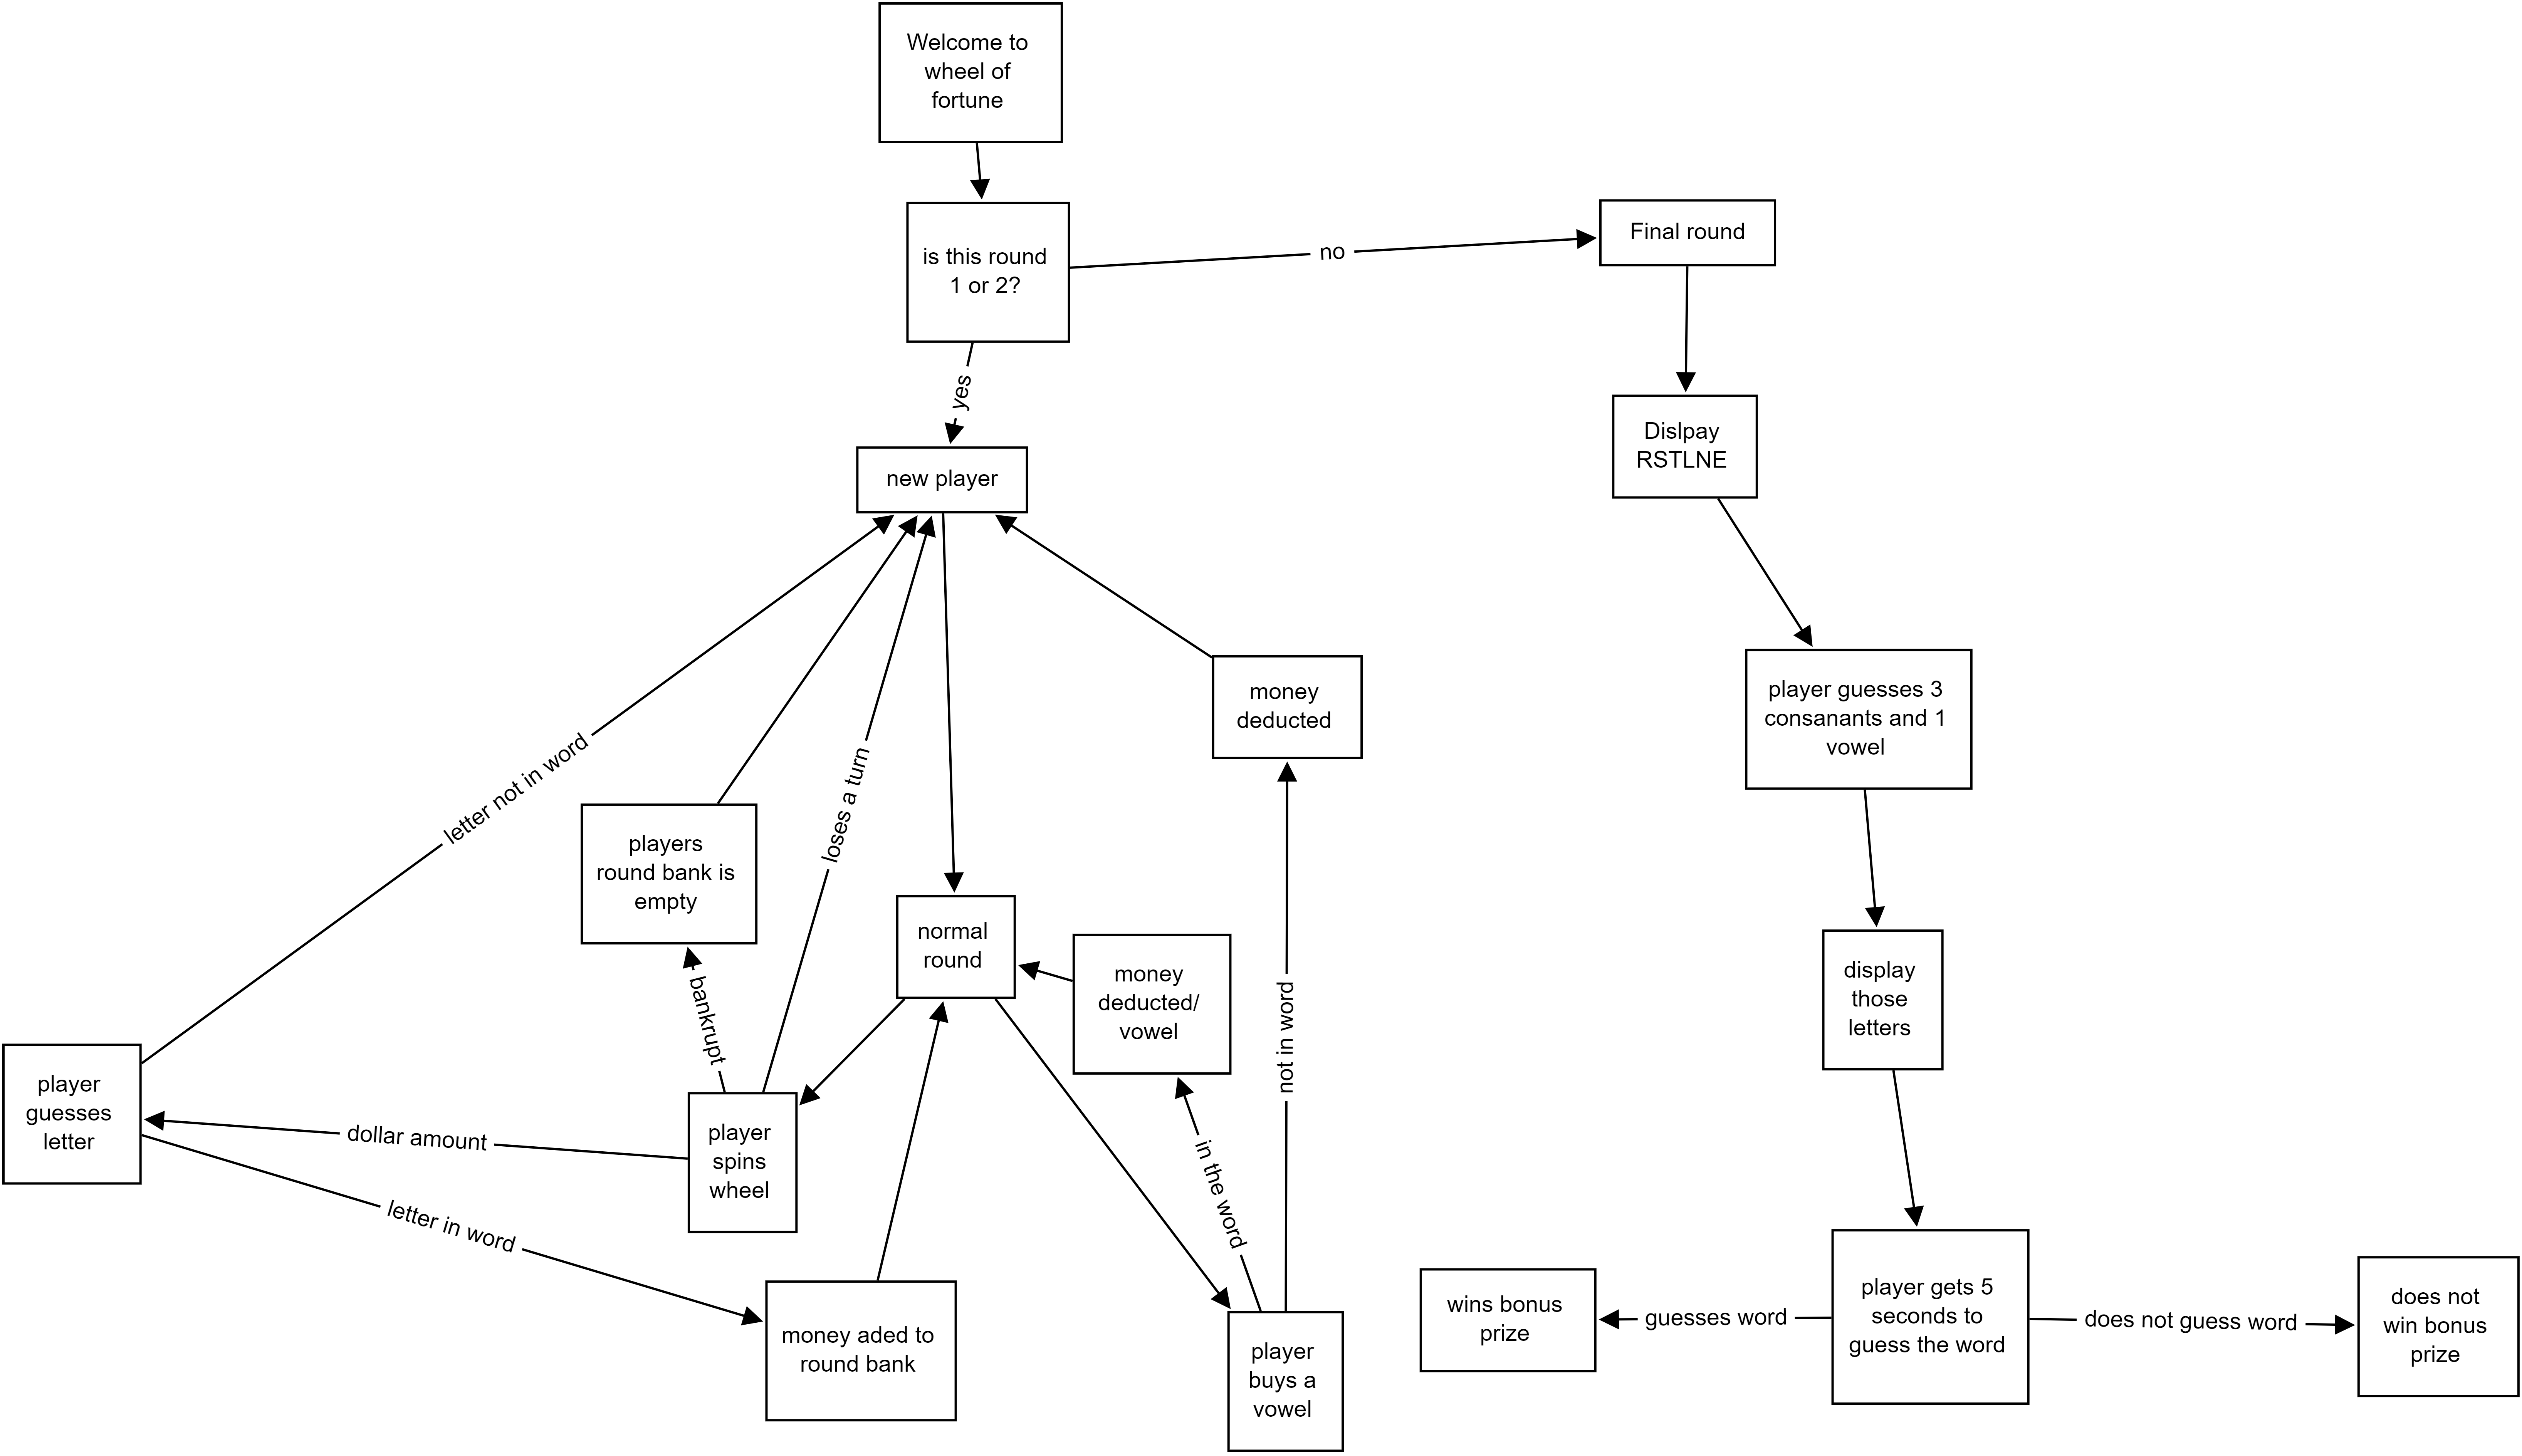 Welcome to
wheel of
fortune
is this round
1 or 2?
no
Final round
yes
Dislpay
RSTLNE
new player
player guesses 3
consanants and 1
vowel
money
deducted
letter not in word
loses a turn
players
round bank is
empty
normal
round
money
deducted/
vowel
display
those
letters
bankrupt
not in word
player
guesses
letter
dollar amount
player
spins
wheel
in the word
letter in word
money aded to
round bank
player
buys a
vowel
wins bonus
prize
guesses word
player gets 5
seconds to
guess the word
does not guess word
does not
win bonus
prize